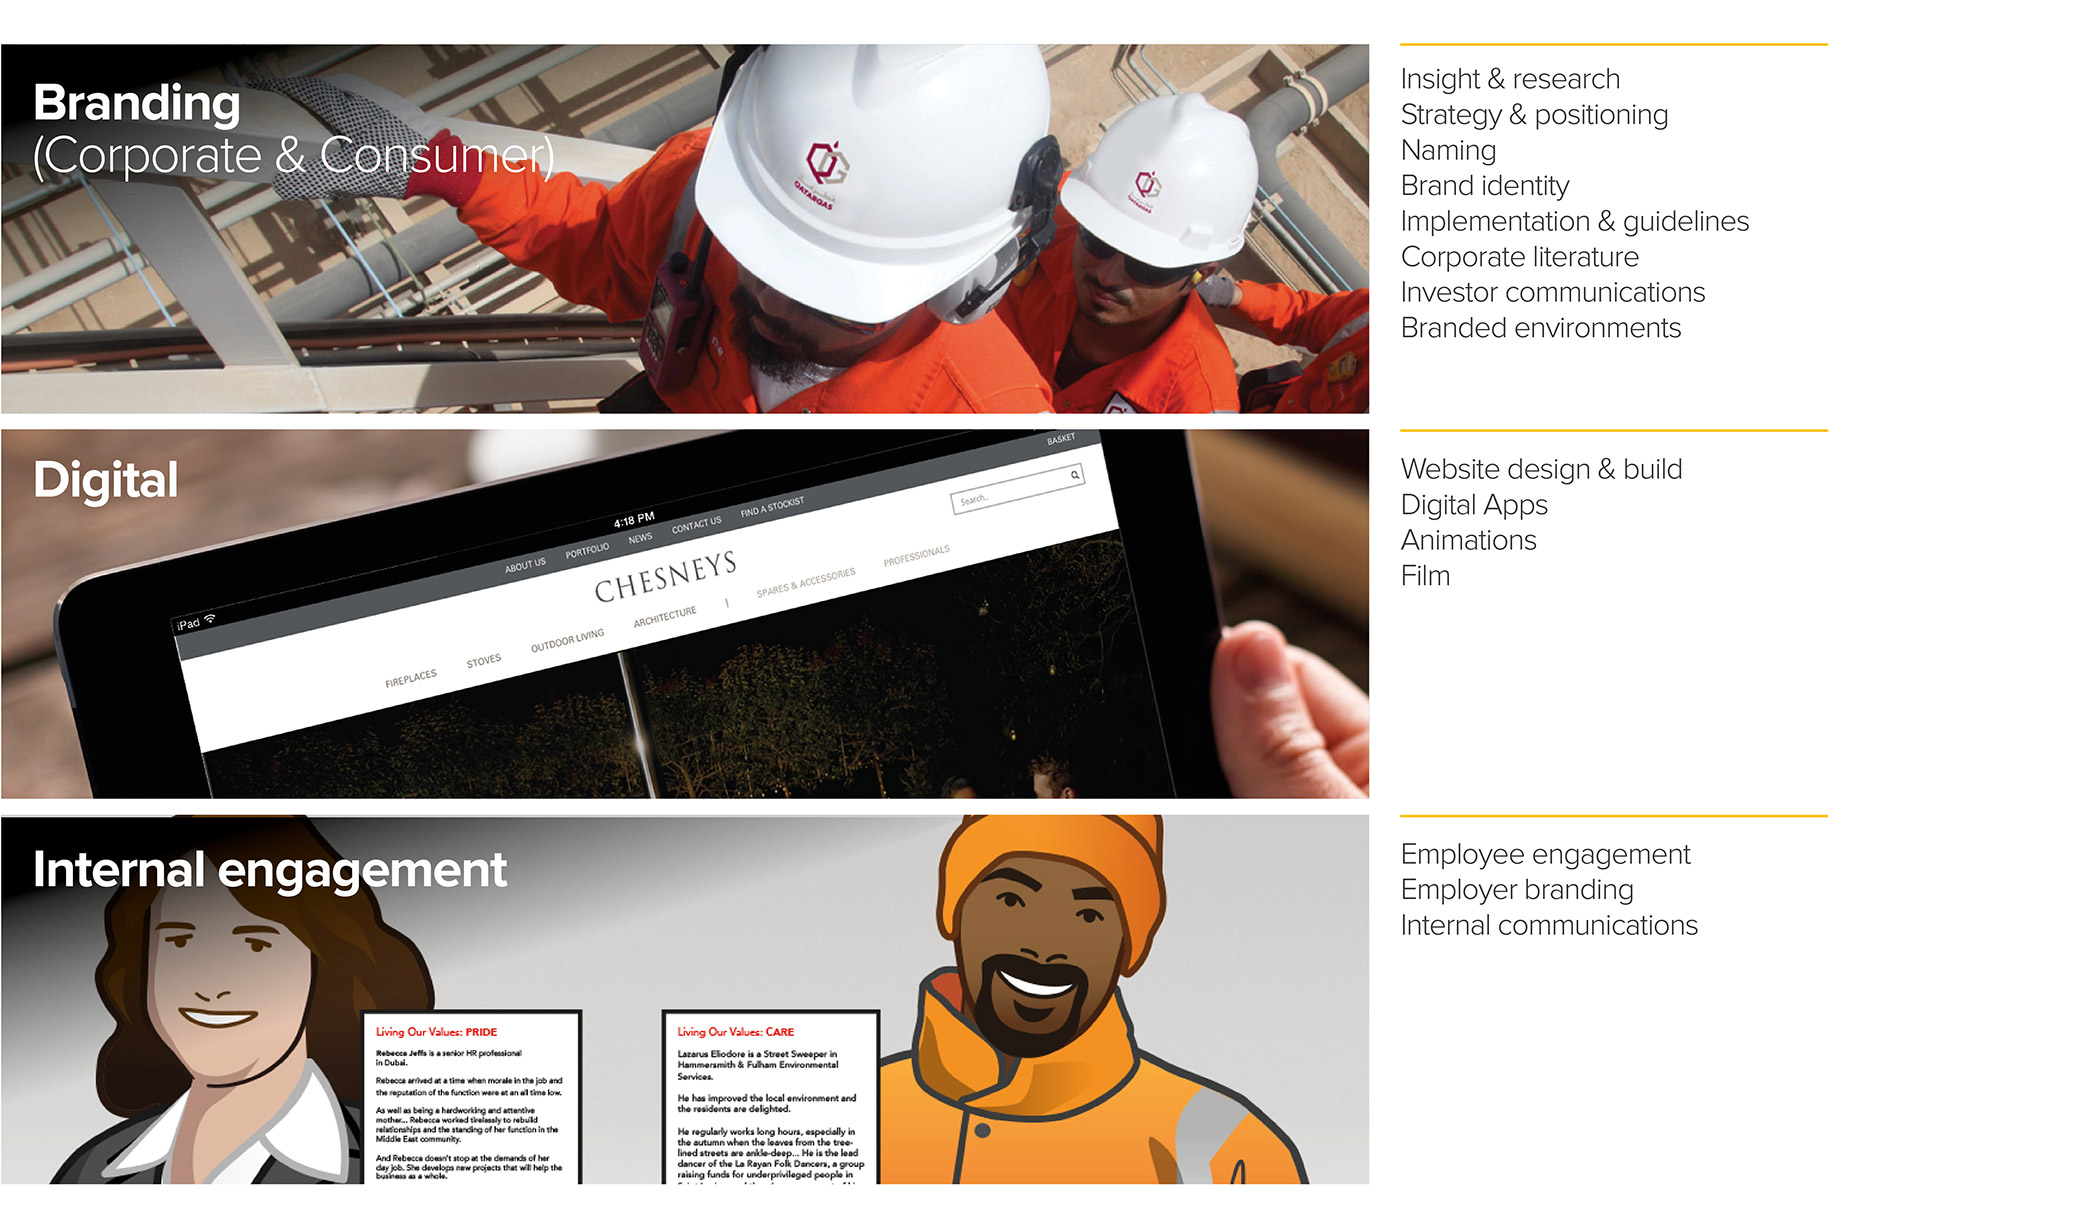 Branding
(Corporate & Consumer)
QATARGAS
QATARGAS
Insight & research
Strategy & positioning
Naming
Brand identity
Implementation & guidelines
Corporate literature
Investor communications
Branded environments
Digital
BASKET
Search..
4:18 PM
ABOUT US
PORTFOLIO
NEWS
CONTACT US
FIND A STOCKIST
CHESNEYS
iPad
FIREPLACES
STOVES
OUTDOOR LIVING
ARCHITECTURE
|
SPARES & ACCESSORIES
PROFESSIONALS
Website design & build
Digital Apps
Animations
Film
Internal engagement
Living Our Values: PRIDE
Rebecca Jeffs is a senior HR professional
in Dubai.
Rebecca arrived at a time when morale in the job and
the reputation of the function were at an all time low.
As well as being a hardworking and attentive
mother... Rebecca worked tirelessly to rebuild
relationships and the standing of her function in the
Middle East community.
And Rebecca doesn't stop at the demands of her
day job. She develops new projects that will help the
business as a whole.
Living Our Values: CARE
Lazarus Eliodore is a Street Sweeper in
Hammersmith & Fulham Environmental
Services.
He has improved the local environment and
the residents are delighted.
He regularly works long hours, especially in
the autumn when the leaves from the tree-
lined streets are ankle-deep... He is the lead
dancer of the La Rayan Folk Dancers, a group
raising funds for underprivileged people in
Employee engagement
Employer branding
Internal communications